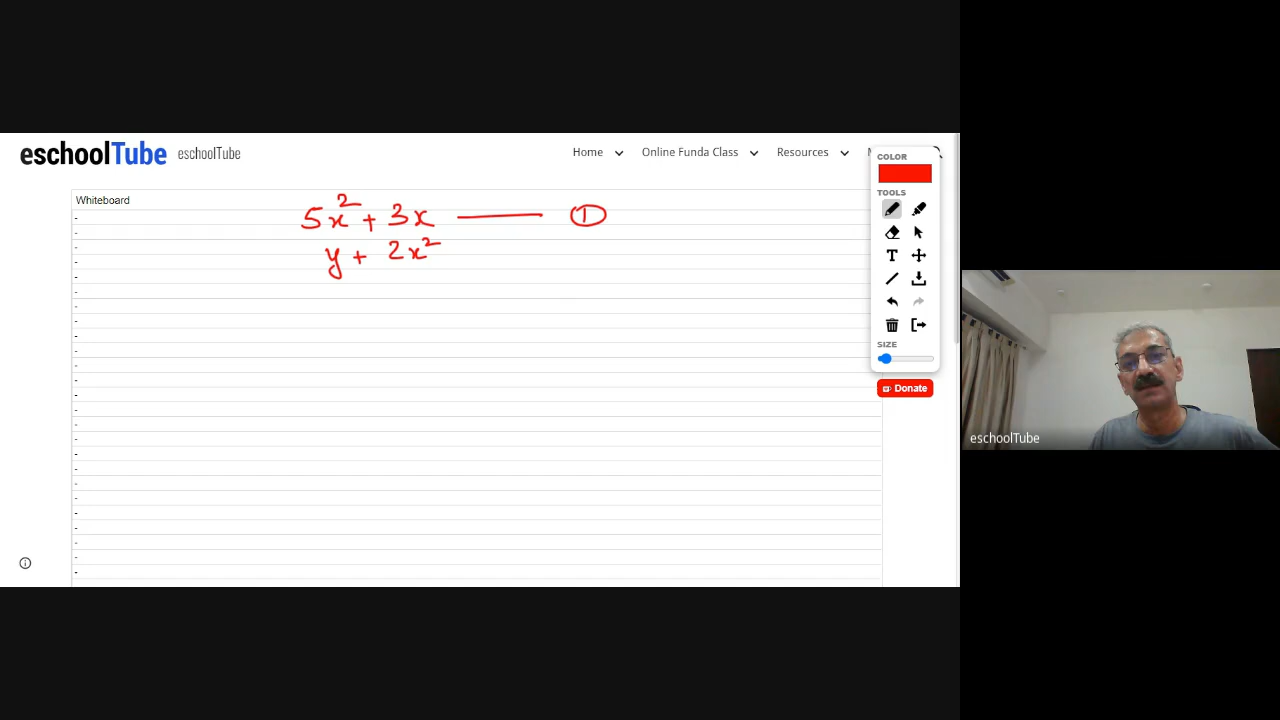 eschoolTube eschoolTube Home Online Funda Class Resources M
COLOR
TOOLS
SIZE
Donate
Whiteboard
5x² + 3x ——— ①
y + 2x²
eschoolTube